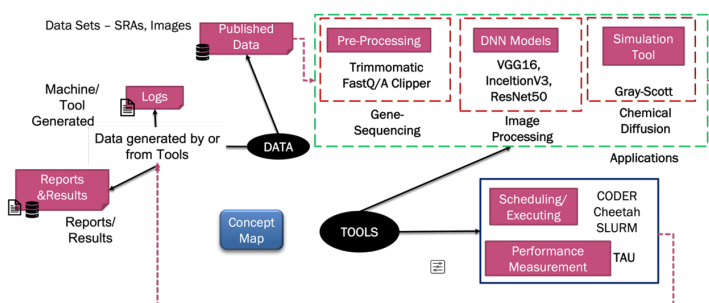 Data Sets – SRAs, Images
Published
Data
Pre-Processing
Trimmomatic
FastQ/A Clipper
Gene-
Sequencing
DNN Models
VGG16,
InceltionV3,
ResNet50
Image
Processing
Simulation
Tool
Gray-Scott
Chemical
Diffusion
Applications
Machine/
Tool
Generated
Logs
Data generated by or
from Tools
DATA
Reports
&Results
Reports/
Results
Concept
Map
TOOLS
Scheduling/
Executing
CODER
Cheetah
SLURM
Performance
Measurement
TAU